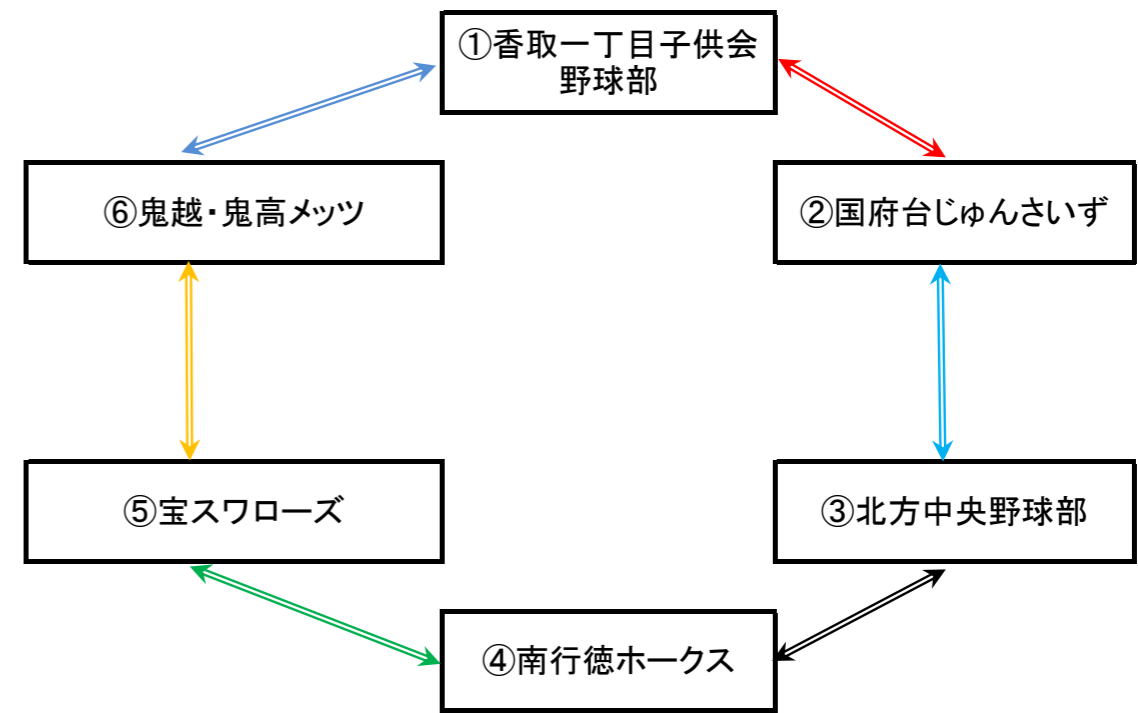 ①香取一丁目子供会
野球部
⑥鬼越・鬼高メッツ
②国府台じゅんさいず
⑤宝スワローズ
③北方中央野球部
④南行徳ホークス